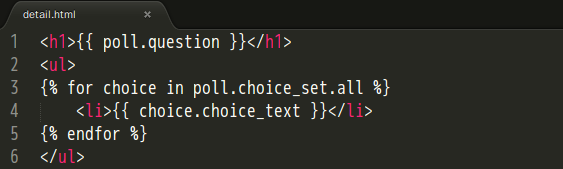 detail.html ×
1 <h1>{{ poll.question }}</h1>
2 <ul>
3 {% for choice in poll.choice_set.all %}
4     <li>{{ choice.choice_text }}</li>
5 {% endfor %}
6 </ul>